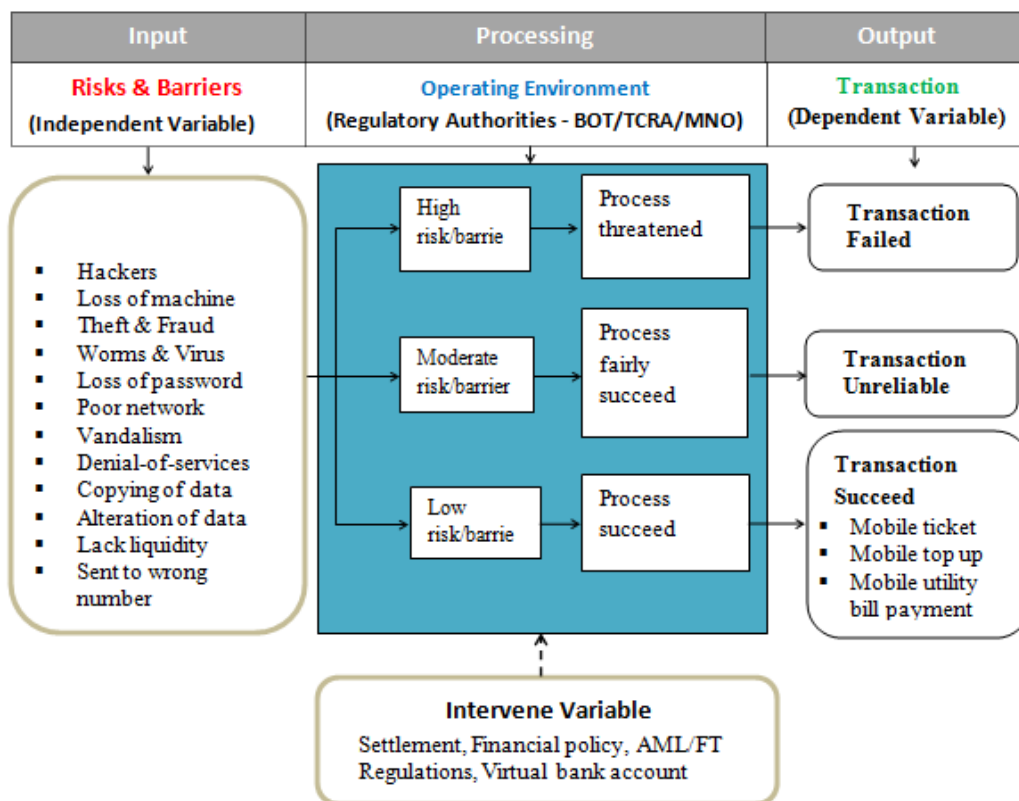 Input
Processing
Output
Risks & Barriers
(Independent Variable)
Operating Environment
(Regulatory Authorities - BOT/TCRA/MNO)
Transaction
(Dependent Variable)
▪ Hackers
▪ Loss of machine
▪ Theft & Fraud
▪ Worms & Virus
▪ Loss of password
▪ Poor network
▪ Vandalism
▪ Denial-of-services
▪ Copying of data
▪ Alteration of data
▪ Lack liquidity
▪ Sent to wrong
number
High
risk/barrie
Process
threatened
Transaction
Failed
Moderate
risk/barrier
Process
fairly
succeed
Transaction
Unreliable
Low
risk/barrie
Process
succeed
Transaction
Succeed
▪ Mobile ticket
▪ Mobile top up
▪ Mobile utility
bill payment
Intervene Variable
Settlement, Financial policy, AML/FT
Regulations, Virtual bank account